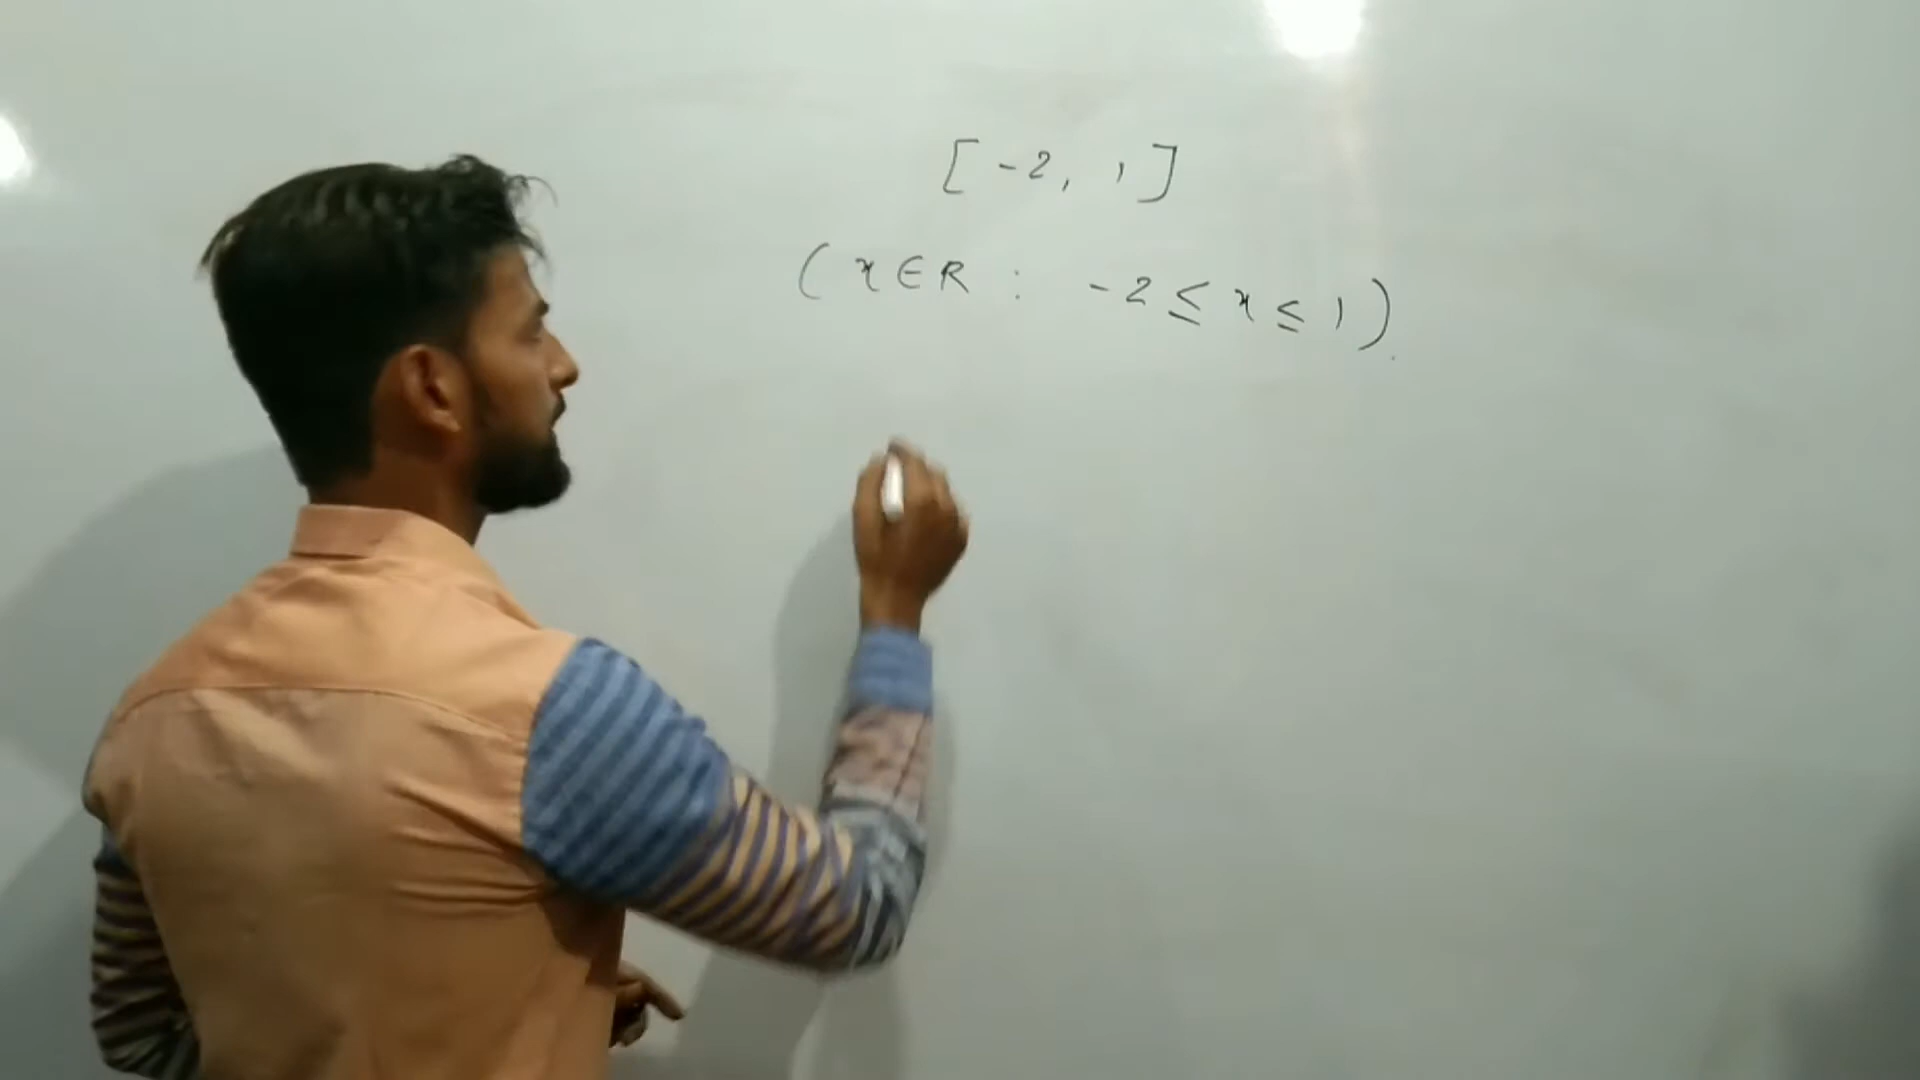 [-2, 1]
(x∈R : -2 ≤ x ≤ 1).